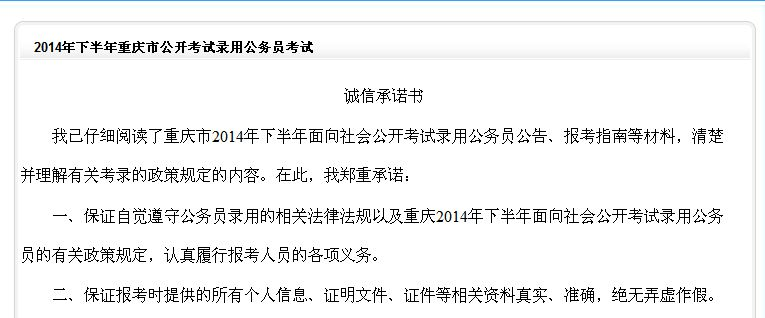 2014年下半年重庆市公开考试录用公务员考试
诚信承诺书
我已仔细阅读了重庆市2014年下半年面向社会公开考试录用公务员公告、报考指南等材料，清楚
并理解有关考录的政策规定的内容。在此，我郑重承诺：
一、保证自觉遵守公务员录用的相关法律法规以及重庆2014年下半年面向社会公开考试录用公务
员的有关政策规定，认真履行报考人员的各项义务。
二、保证报考时提供的所有个人信息、证明文件、证件等相关资料真实、准确，绝无弄虚作假。